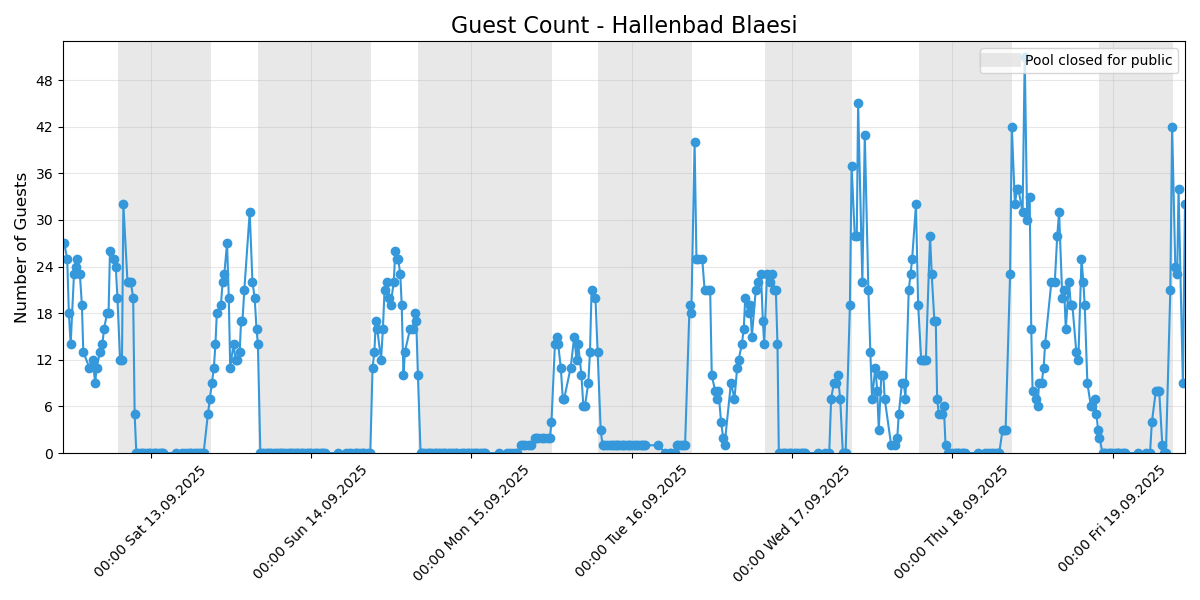 Guest Count - Hallenbad Blaesi
Pool closed for public
Number of Guests
48
42
36
30
24
18
12
6
0
00:00 Sat 13.09.2025
00:00 Sun 14.09.2025
00:00 Mon 15.09.2025
00:00 Tue 16.09.2025
00:00 Wed 17.09.2025
00:00 Thu 18.09.2025
00:00 Fri 19.09.2025